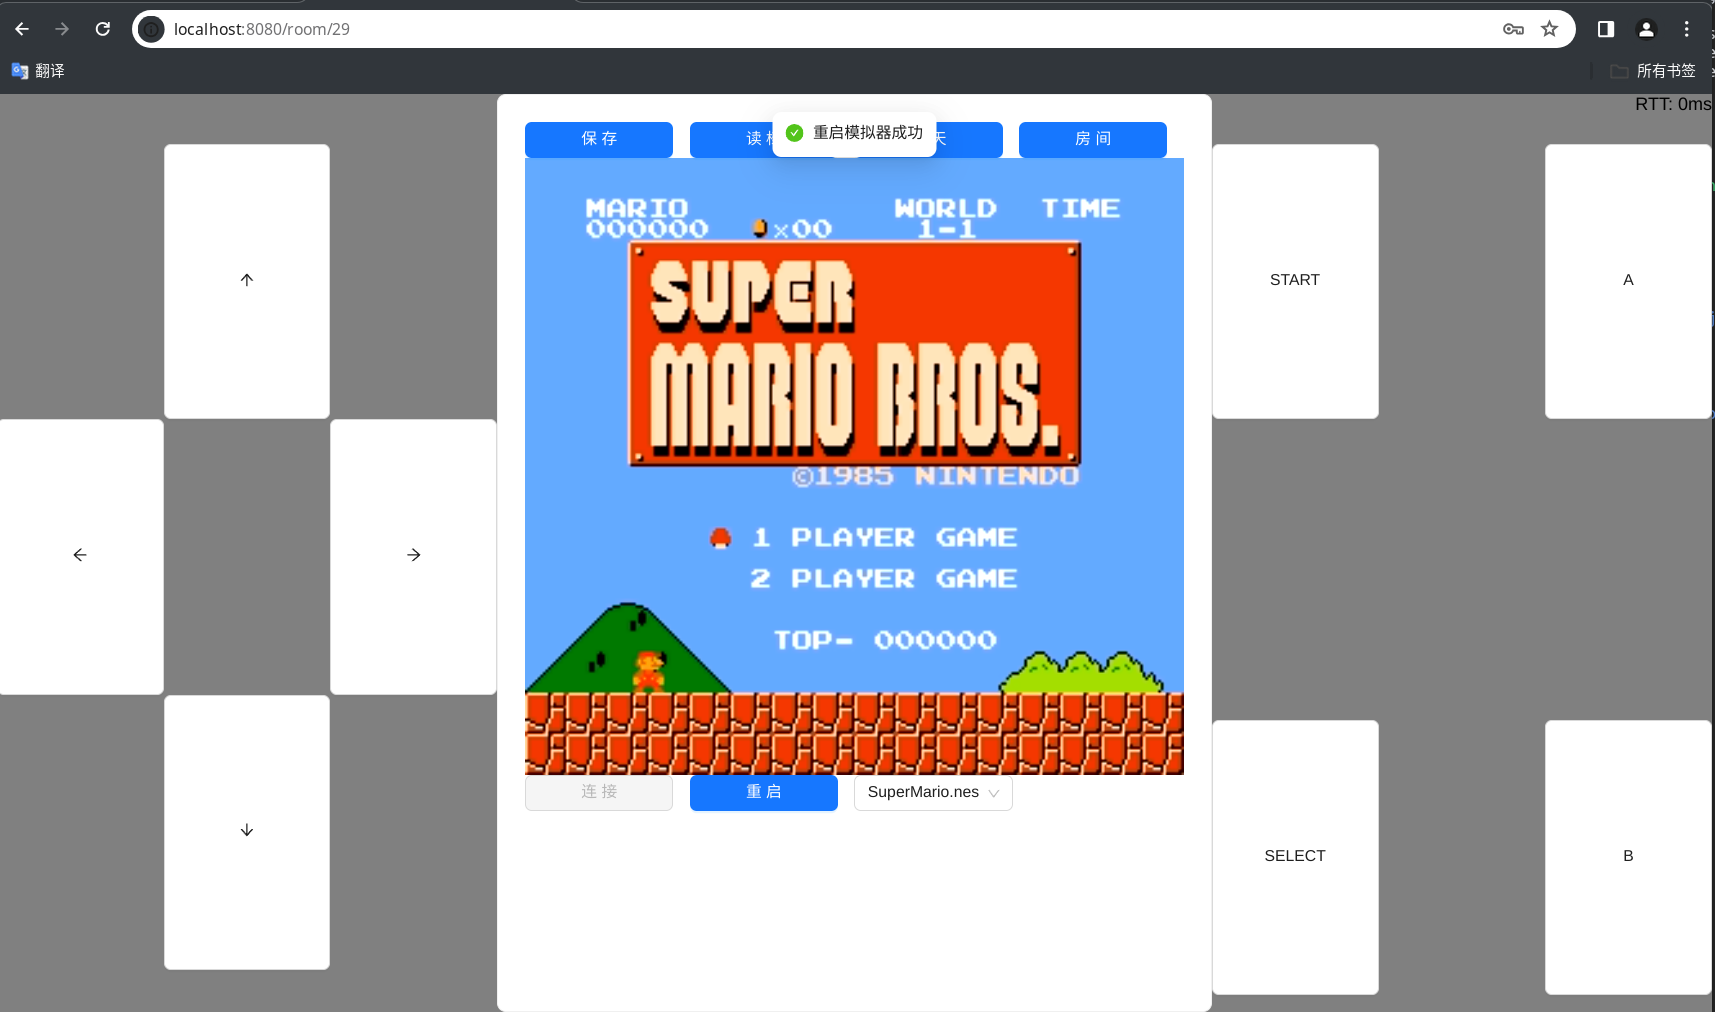 localhost:8080/room/29
翻译
所有书签
RTT: 0ms
保 存
读
重启模拟器成功
天
房 间
MARIO WORLD TIME
000000 ×00 1-1
SUPER
MARIO BROS.
©1985 NINTENDO
1 PLAYER GAME
2 PLAYER GAME
TOP- 000000
START
A
SELECT
B
连 接
重 启
SuperMario.nes